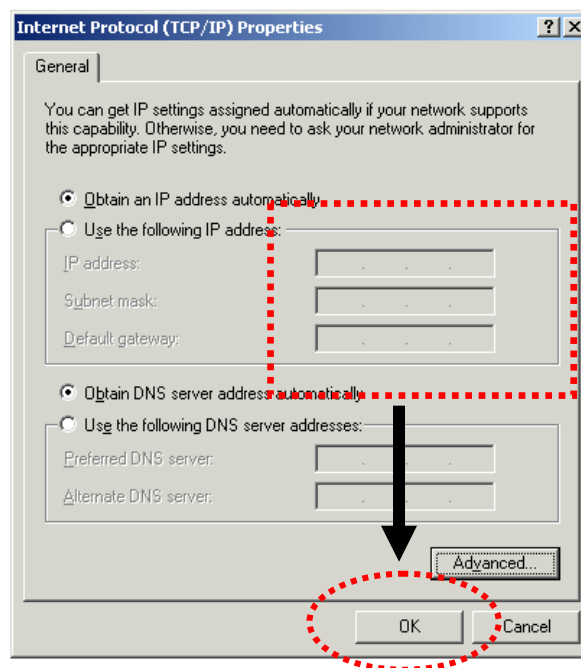 Internet Protocol (TCP/IP) Properties
General
You can get IP settings assigned automatically if your network supports
this capability. Otherwise, you need to ask your network administrator for
the appropriate IP settings.
Obtain an IP address automatically
Use the following IP address:
IP address:
Subnet mask:
Default gateway:
Obtain DNS server address automatically
Use the following DNS server addresses:
Preferred DNS server:
Alternate DNS server:
Advanced...
OK
Cancel